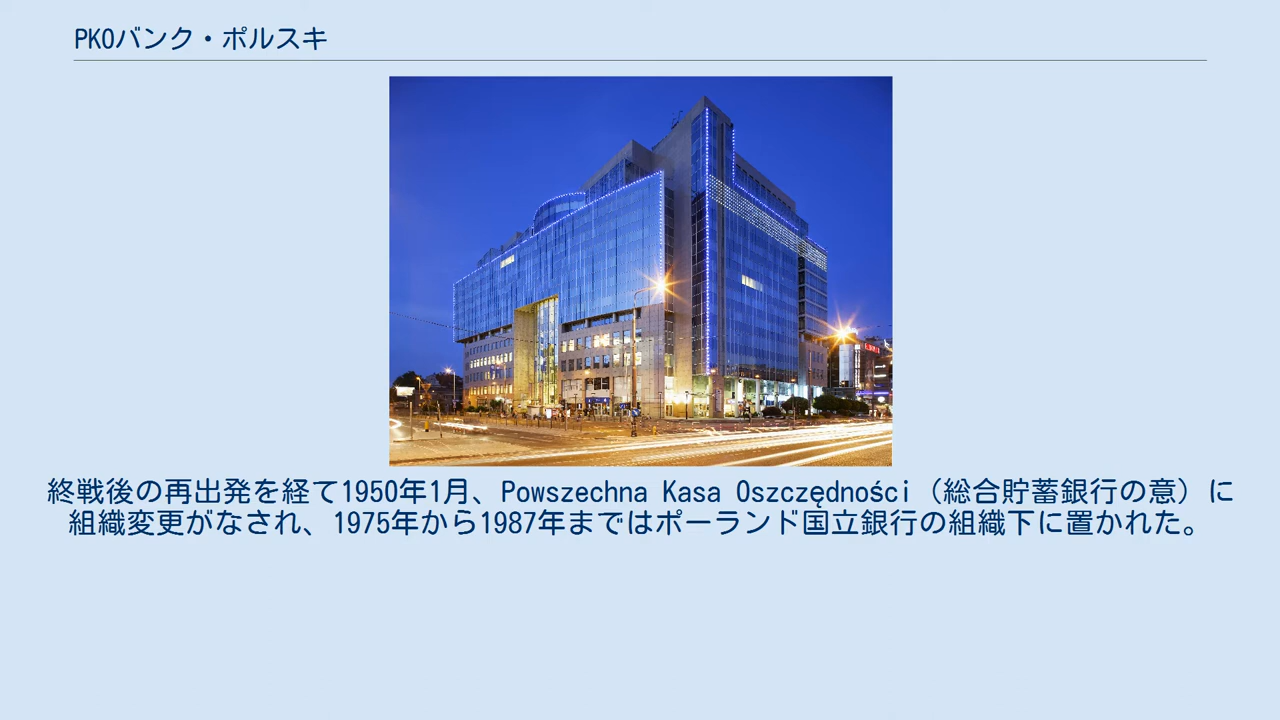 PKOバンク・ポルスキ
終戦後の再出発を経て1950年1月、Powszechna Kasa Oszczędności（総合貯蓄銀行の意）に
組織変更がなされ、1975年から1987年まではポーランド国立銀行の組織下に置かれた。